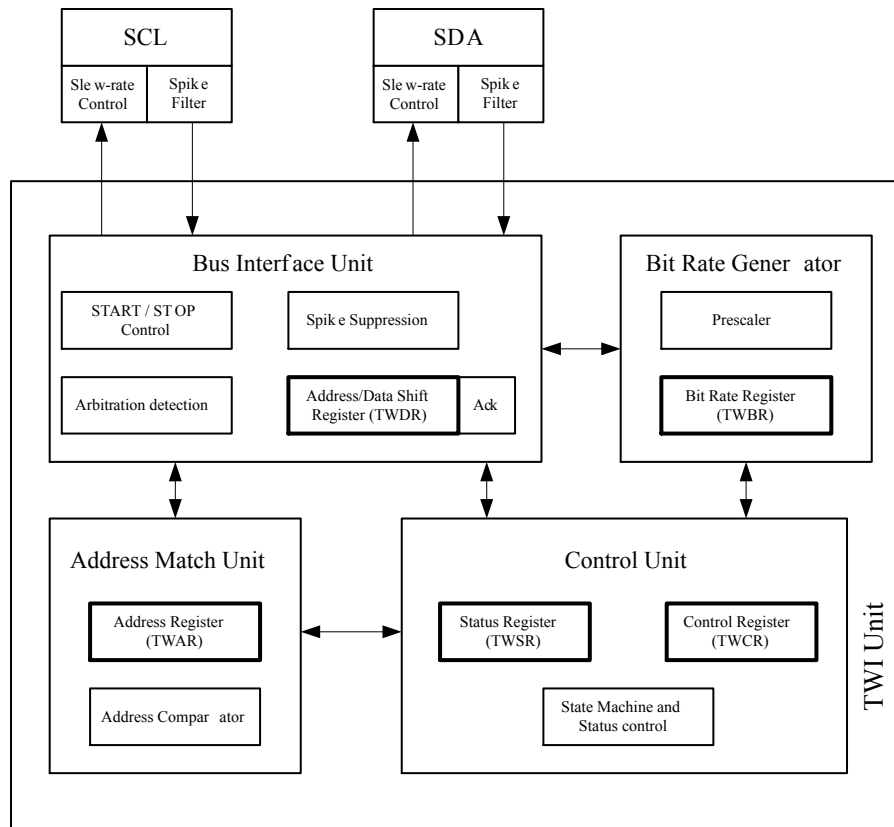 SCL
Slew-rate
Control
Spike
Filter
SDA
Slew-rate
Control
Spike
Filter
Bus Interface Unit
START / STOP
Control
Spike Suppression
Arbitration detection
Address/Data Shift
Register (TWDR)
Ack
Bit Rate Generator
Prescaler
Bit Rate Register
(TWBR)
Address Match Unit
Address Register
(TWAR)
Address Comparator
Control Unit
Status Register
(TWSR)
Control Register
(TWCR)
State Machine and
Status control
TWI Unit